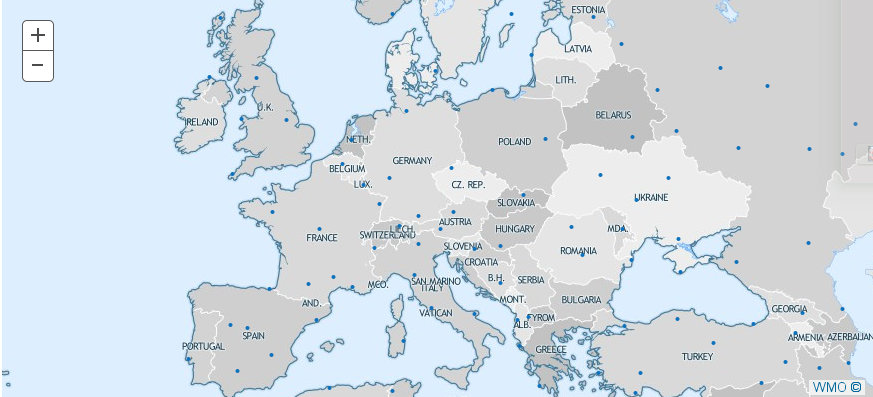 ESTONIA
+
LATVIA
−
LITH.
U.K.
BELARUS
IRELAND
NETH.
POLAND
GERMANY
BELGIUM
LUX.
CZ. REP.
UKRAINE
SLOVAKIA
AUSTRIA
LIECH.
SWITZERLAND
HUNGARY
MDA.
FRANCE
SLOVENIA
ROMANIA
CROATIA
B.H.
SERBIA
SAN MARINO
MCO.
ITALY
MONT.
BULGARIA
AND.
VATICAN
GEORGIA
ALB.
FYROM
SPAIN
PORTUGAL
ARMENIA
AZERBAIJAN
GREECE
TURKEY
WMO ©